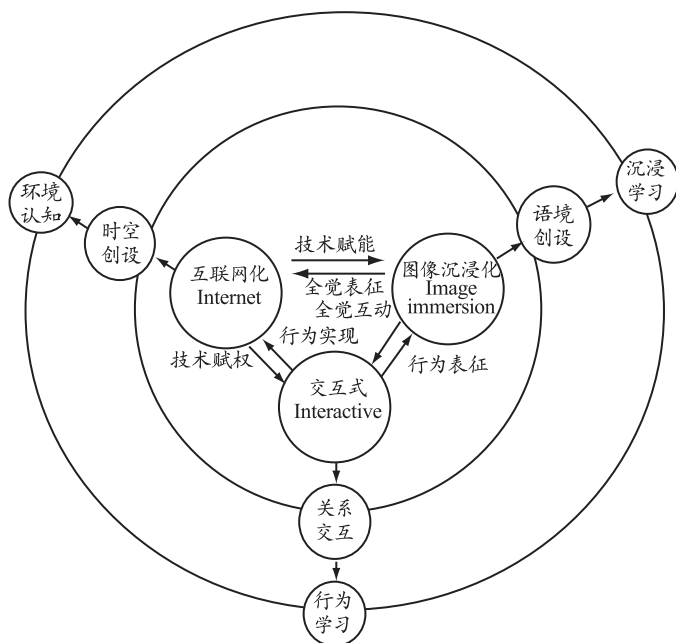 沉浸
学习
环境
认知
语境
创设
时空
创设
技术赋能
互联网化
Internet
图像沉浸化
Image
immersion
全觉表征
全觉互动
行为实现
技术赋权
行为表征
交互式
Interactive
关系
交互
行为
学习